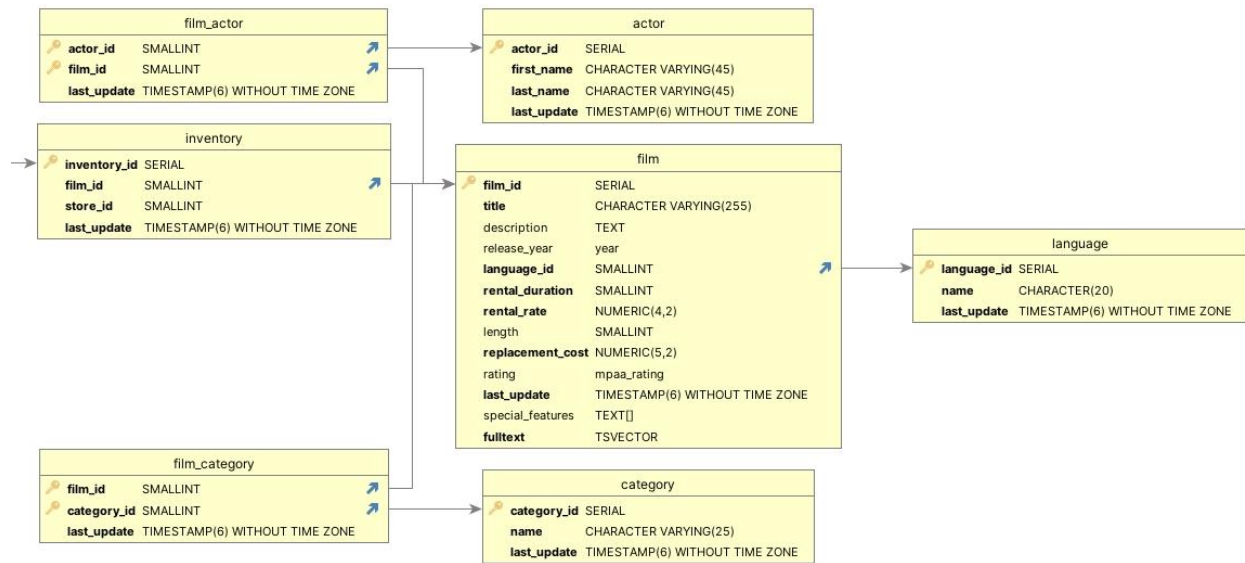 film_actor
actor_id SMALLINT
film_id SMALLINT
last_update TIMESTAMP(6) WITHOUT TIME ZONE
actor
actor_id SERIAL
first_name CHARACTER VARYING(45)
last_name CHARACTER VARYING(45)
last_update TIMESTAMP(6) WITHOUT TIME ZONE
inventory
inventory_id SERIAL
film_id SMALLINT
store_id SMALLINT
last_update TIMESTAMP(6) WITHOUT TIME ZONE
film
film_id SERIAL
title CHARACTER VARYING(255)
description TEXT
release_year year
language_id SMALLINT
rental_duration SMALLINT
rental_rate NUMERIC(4,2)
length SMALLINT
replacement_cost NUMERIC(5,2)
rating mpaa_rating
last_update TIMESTAMP(6) WITHOUT TIME ZONE
special_features TEXT[]
fulltext TSVECTOR
language
language_id SERIAL
name CHARACTER(20)
last_update TIMESTAMP(6) WITHOUT TIME ZONE
film_category
film_id SMALLINT
category_id SMALLINT
last_update TIMESTAMP(6) WITHOUT TIME ZONE
category
category_id SERIAL
name CHARACTER VARYING(25)
last_update TIMESTAMP(6) WITHOUT TIME ZONE